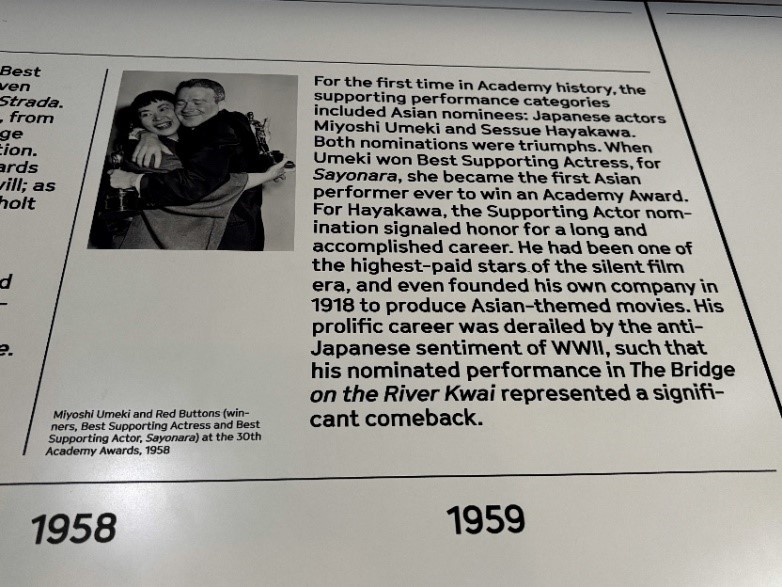 Best
ven
Strada.
, from
ge
tion.
ards
vill; as
holt
d
–
e.
Miyoshi Umeki and Red Buttons (win-
ners, Best Supporting Actress and Best
Supporting Actor, Sayonara) at the 30th
Academy Awards, 1958
For the first time in Academy history, the
supporting performance categories
included Asian nominees: Japanese actors
Miyoshi Umeki and Sessue Hayakawa.
Both nominations were triumphs. When
Umeki won Best Supporting Actress, for
Sayonara, she became the first Asian
performer ever to win an Academy Award.
For Hayakawa, the Supporting Actor nom-
ination signaled honor for a long and
accomplished career. He had been one of
the highest-paid stars of the silent film
era, and even founded his own company in
1918 to produce Asian-themed movies. His
prolific career was derailed by the anti-
Japanese sentiment of WWII, such that
his nominated performance in The Bridge
on the River Kwai represented a signifi-
cant comeback.
1958
1959